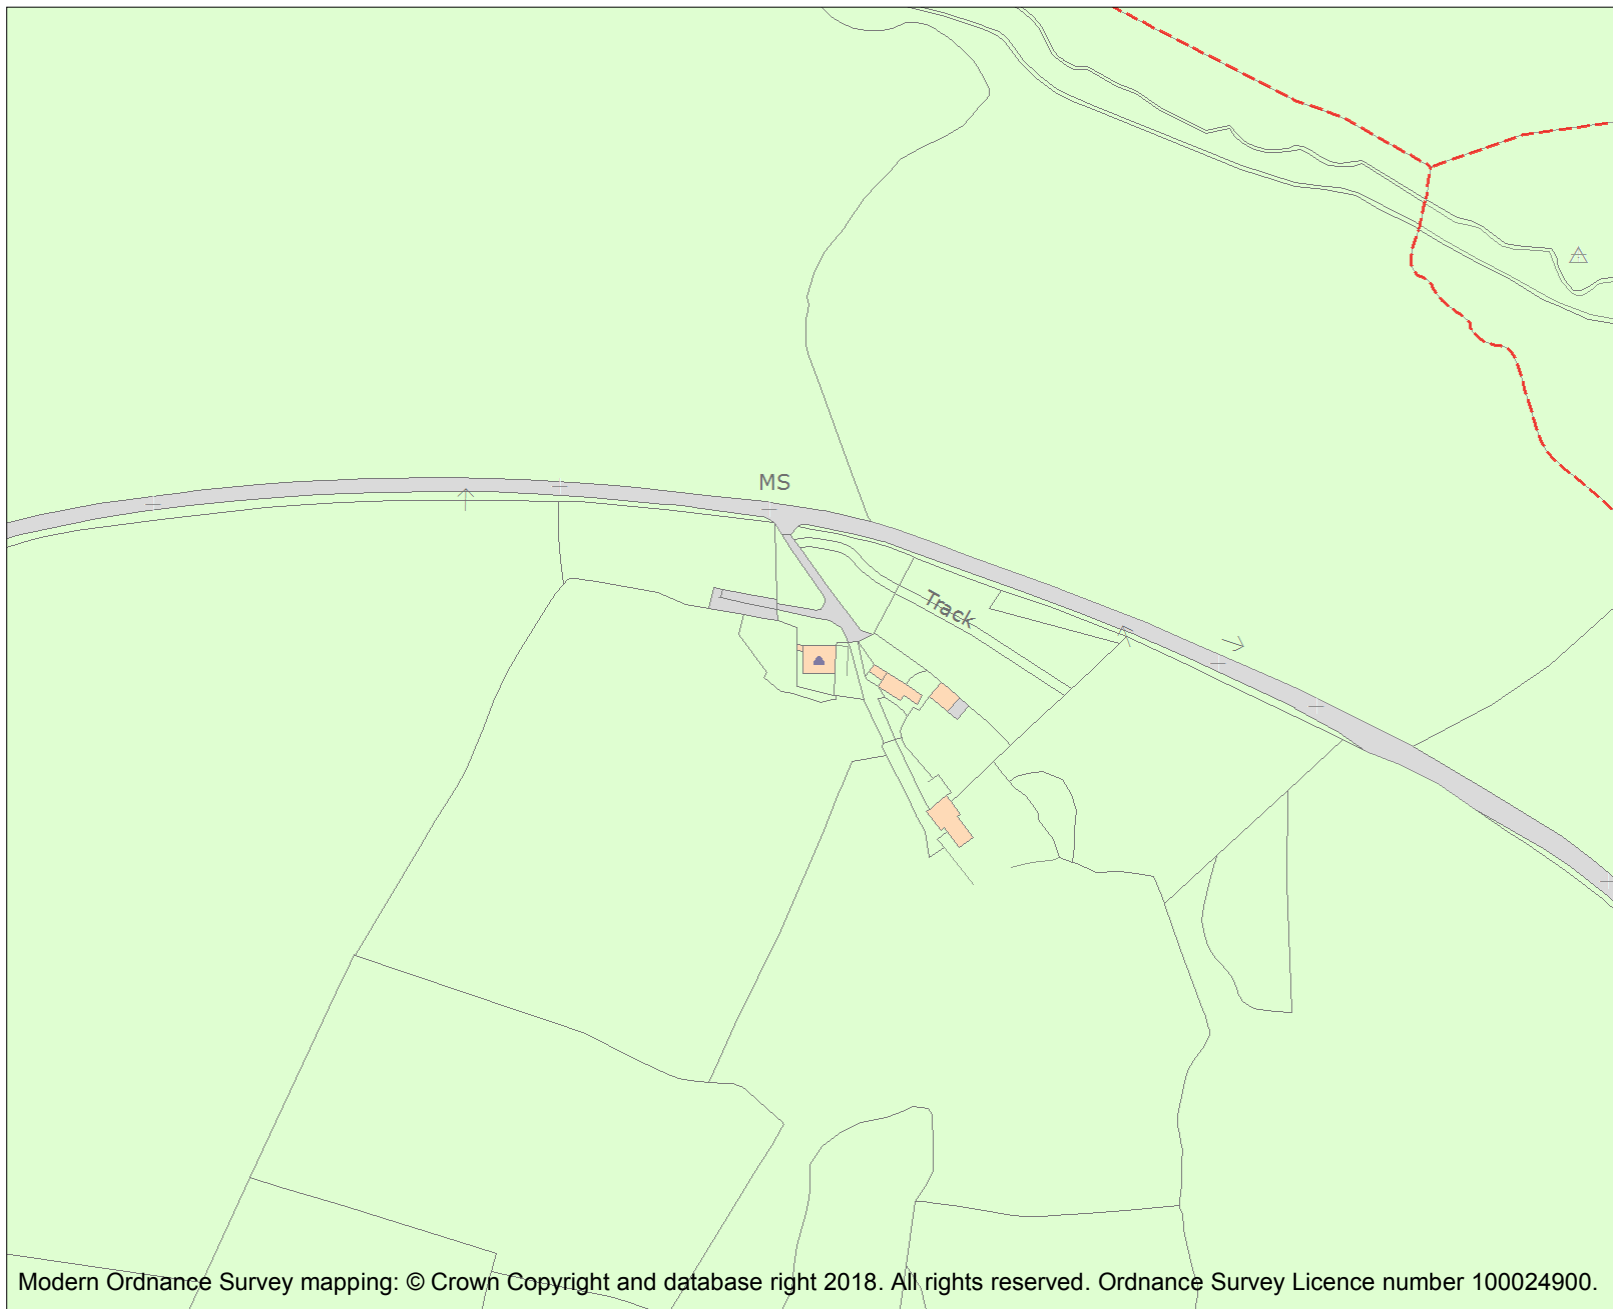 MS
Track
Modern Ordnance Survey mapping: © Crown Copyright and database right 2018. All rights reserved. Ordnance Survey Licence number 100024900.